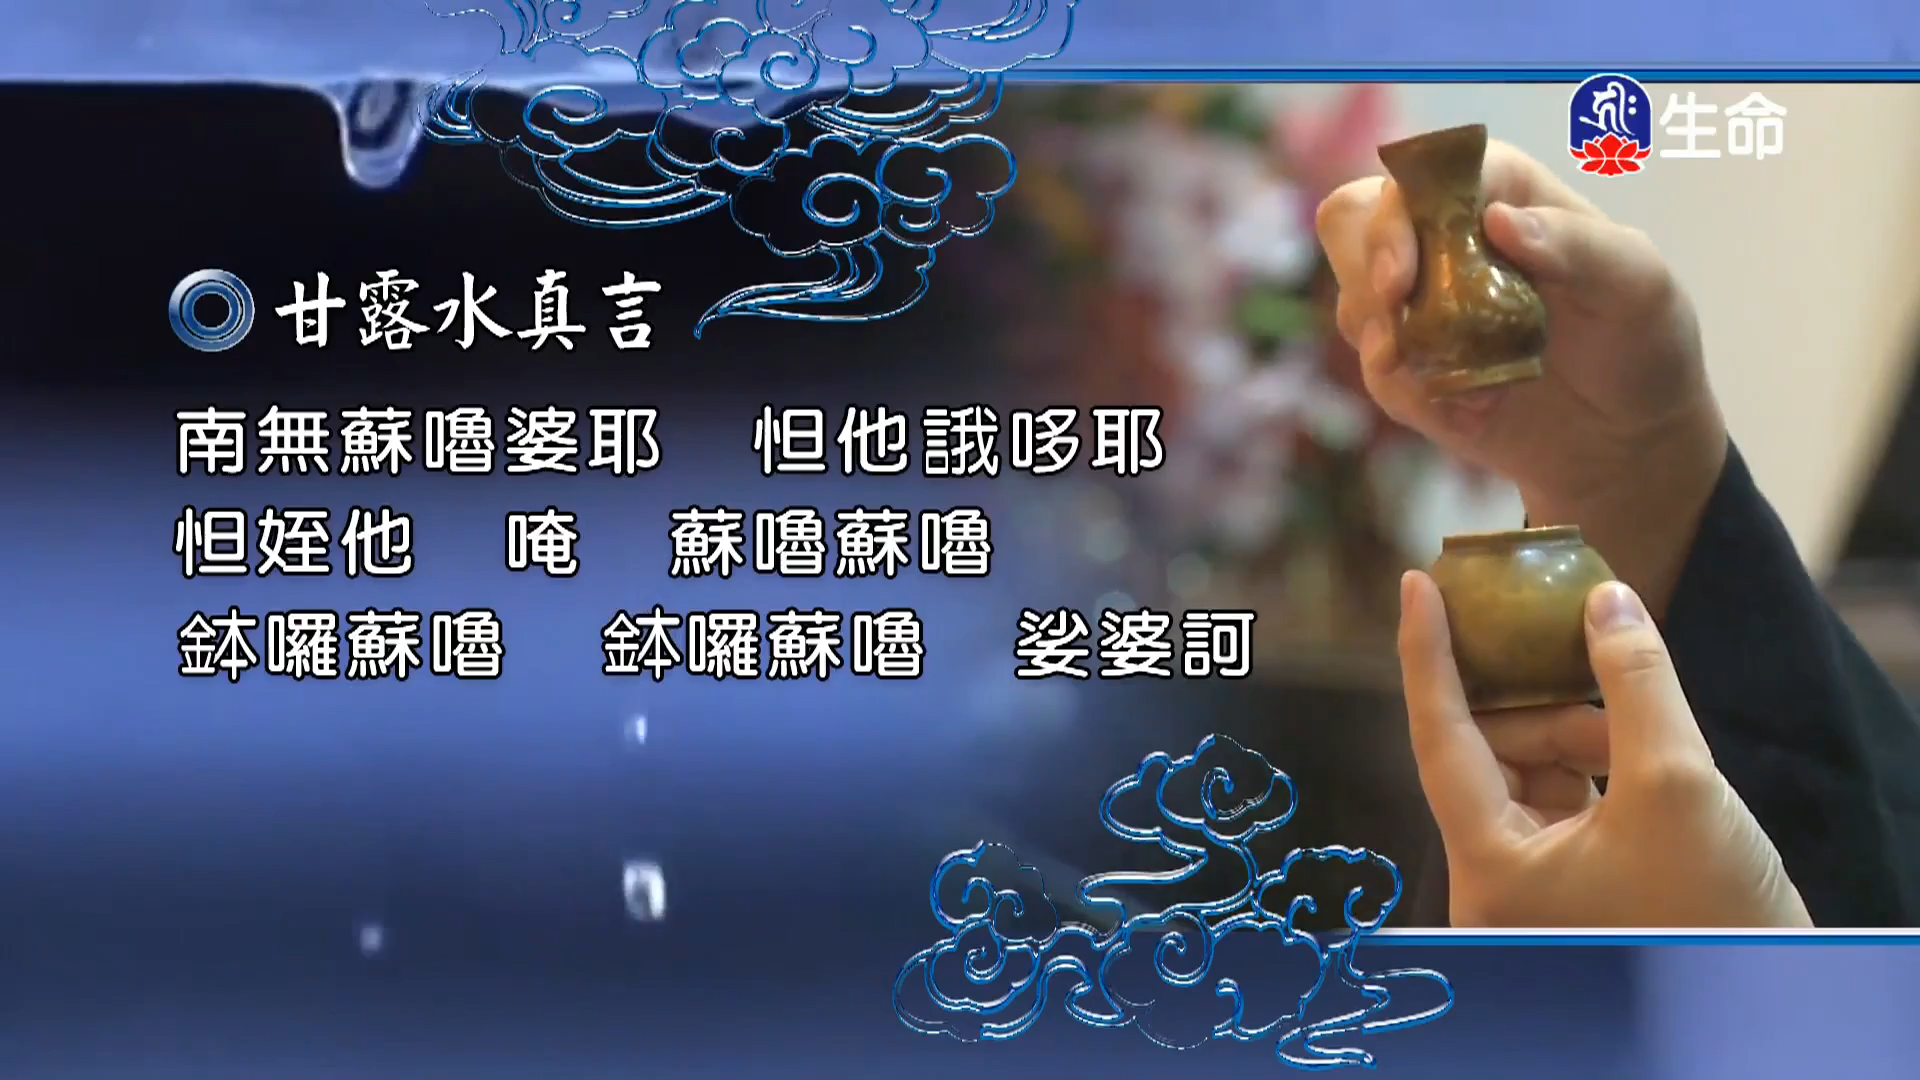 生命
甘露水真言
南無蘇嚕婆耶　怛他誐哆耶
怛姪他　唵　蘇嚕蘇嚕
鉢囉蘇嚕　鉢囉蘇嚕　娑婆訶